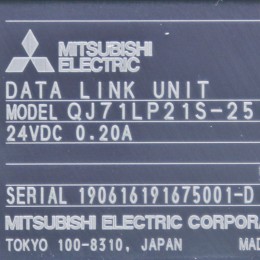 MITSUBISHI
ELECTRIC
DATA LINK UNIT
MODEL QJ71LP21S-25
24VDC 0.20A
SERIAL 190616191675001-D
MITSUBISHI ELECTRIC CORPOR
TOKYO 100-8310, JAPAN MAD